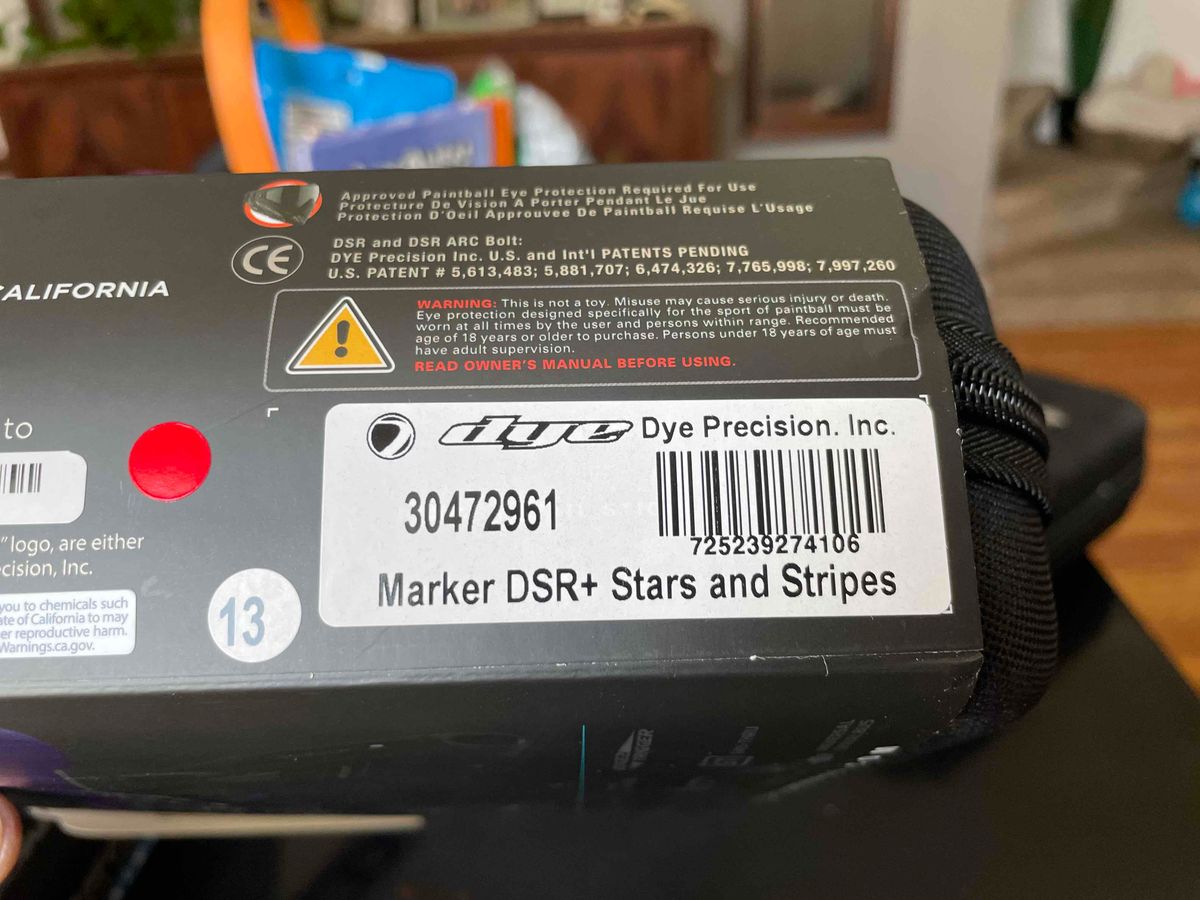 Approved Paintball Eye Protection Required For Use
Protecture De Vision A Porter Pendant Le Jue
Protection D'Oeil Approuvee De Paintball Requise L'Usage
CE
DSR and DSR ARC Bolt:
DYE Precision Inc. U.S. and Int'l PATENTS PENDING
U.S. PATENT # 5,613,483; 5,881,707; 6,474,326; 7,765,998; 7,997,260
CALIFORNIA
WARNING: This is not a toy. Misuse may cause serious injury or death.
Eye protection designed specifically for the sport of paintball must be
worn at all times by the user and persons within range. Recommended
age of 18 years or older to purchase. Persons under 18 years of age must
have adult supervision.
READ OWNER'S MANUAL BEFORE USING.
to
dye Dye Precision. Inc.
30472961
725239274106
Marker DSR+ Stars and Stripes
" logo, are either
cision, Inc.
you to chemicals such
ate of California to may
er reproductive harm.
Warnings.ca.gov.
13